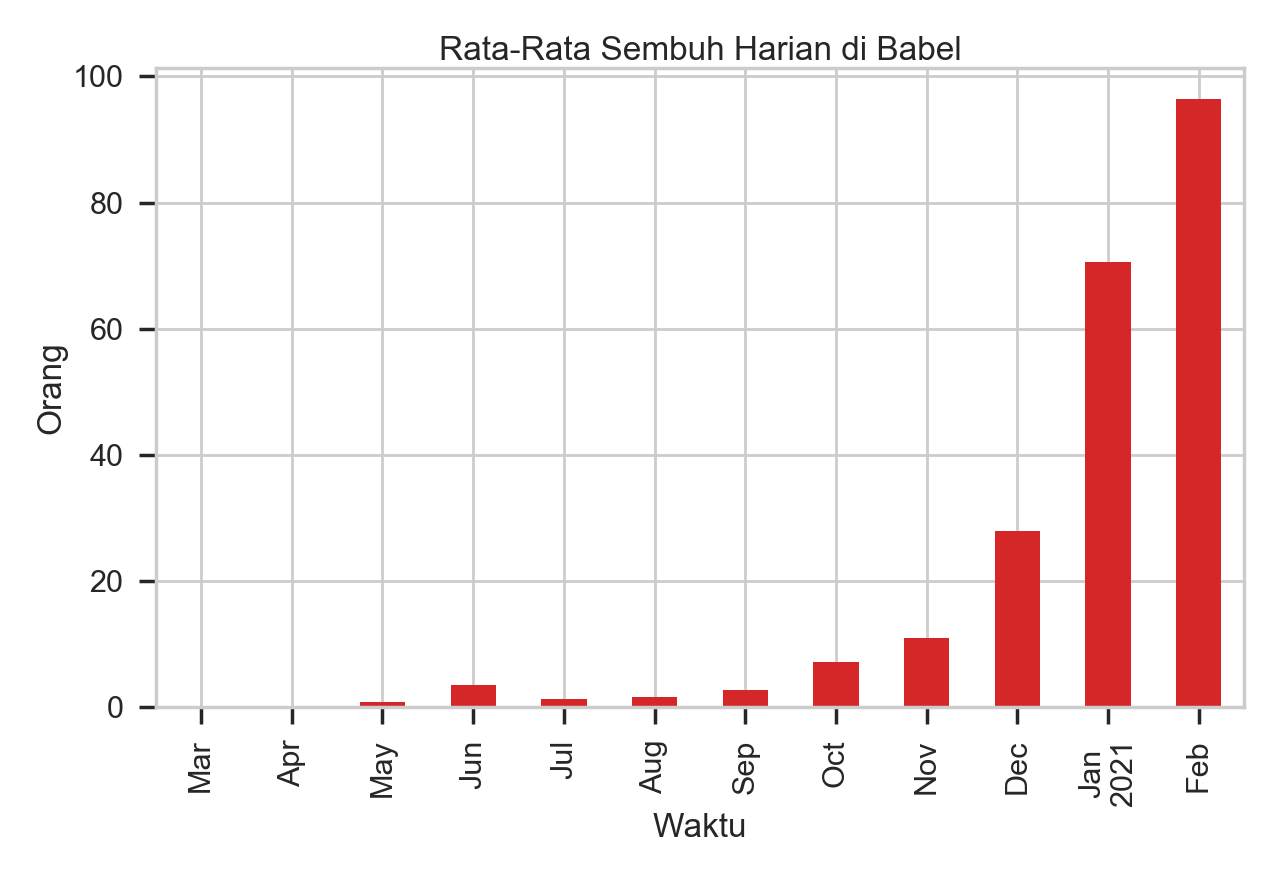 Rata-Rata Sembuh Harian di Babel
100
80
60
40
20
0
Orang
Mar
Apr
May
Jun
Jul
Aug
Sep
Oct
Nov
Dec
Jan
2021
Feb
Waktu